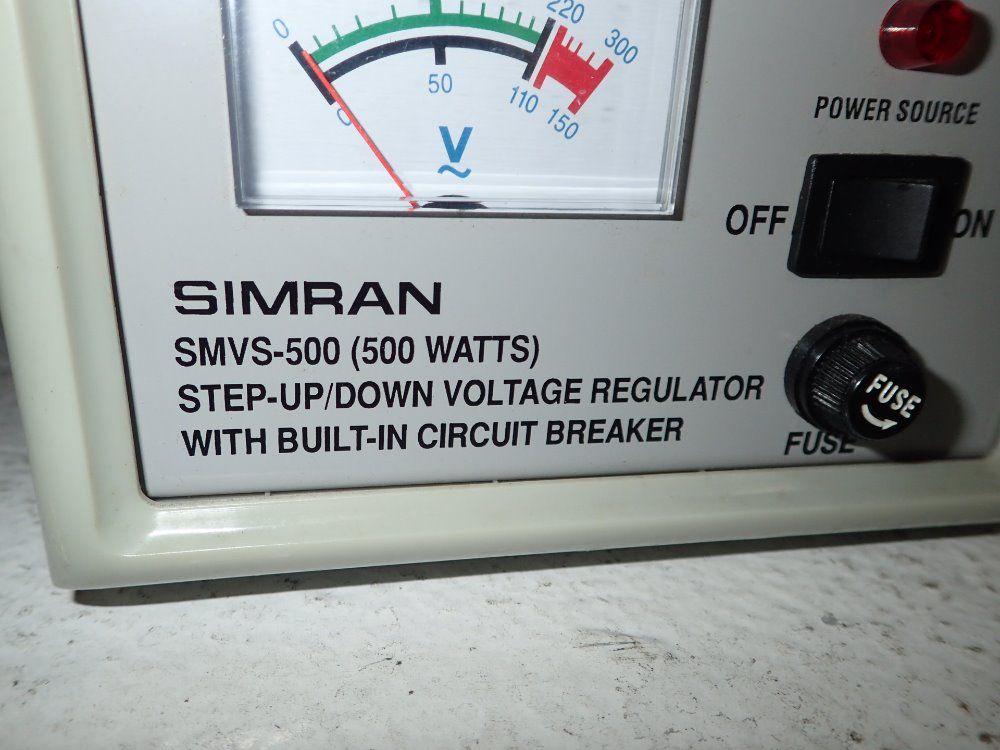 0 220 300
50
0 110 150
V
~
POWER SOURCE
OFF ON
SIMRAN
SMVS-500 (500 WATTS)
STEP-UP/DOWN VOLTAGE REGULATOR
WITH BUILT-IN CIRCUIT BREAKER
FUSE
FUSE